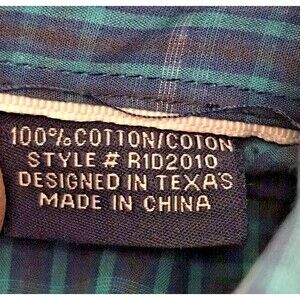 100% COTTON/COTON
STYLE # R1D2010
DESIGNED IN TEXAS
MADE IN CHINA